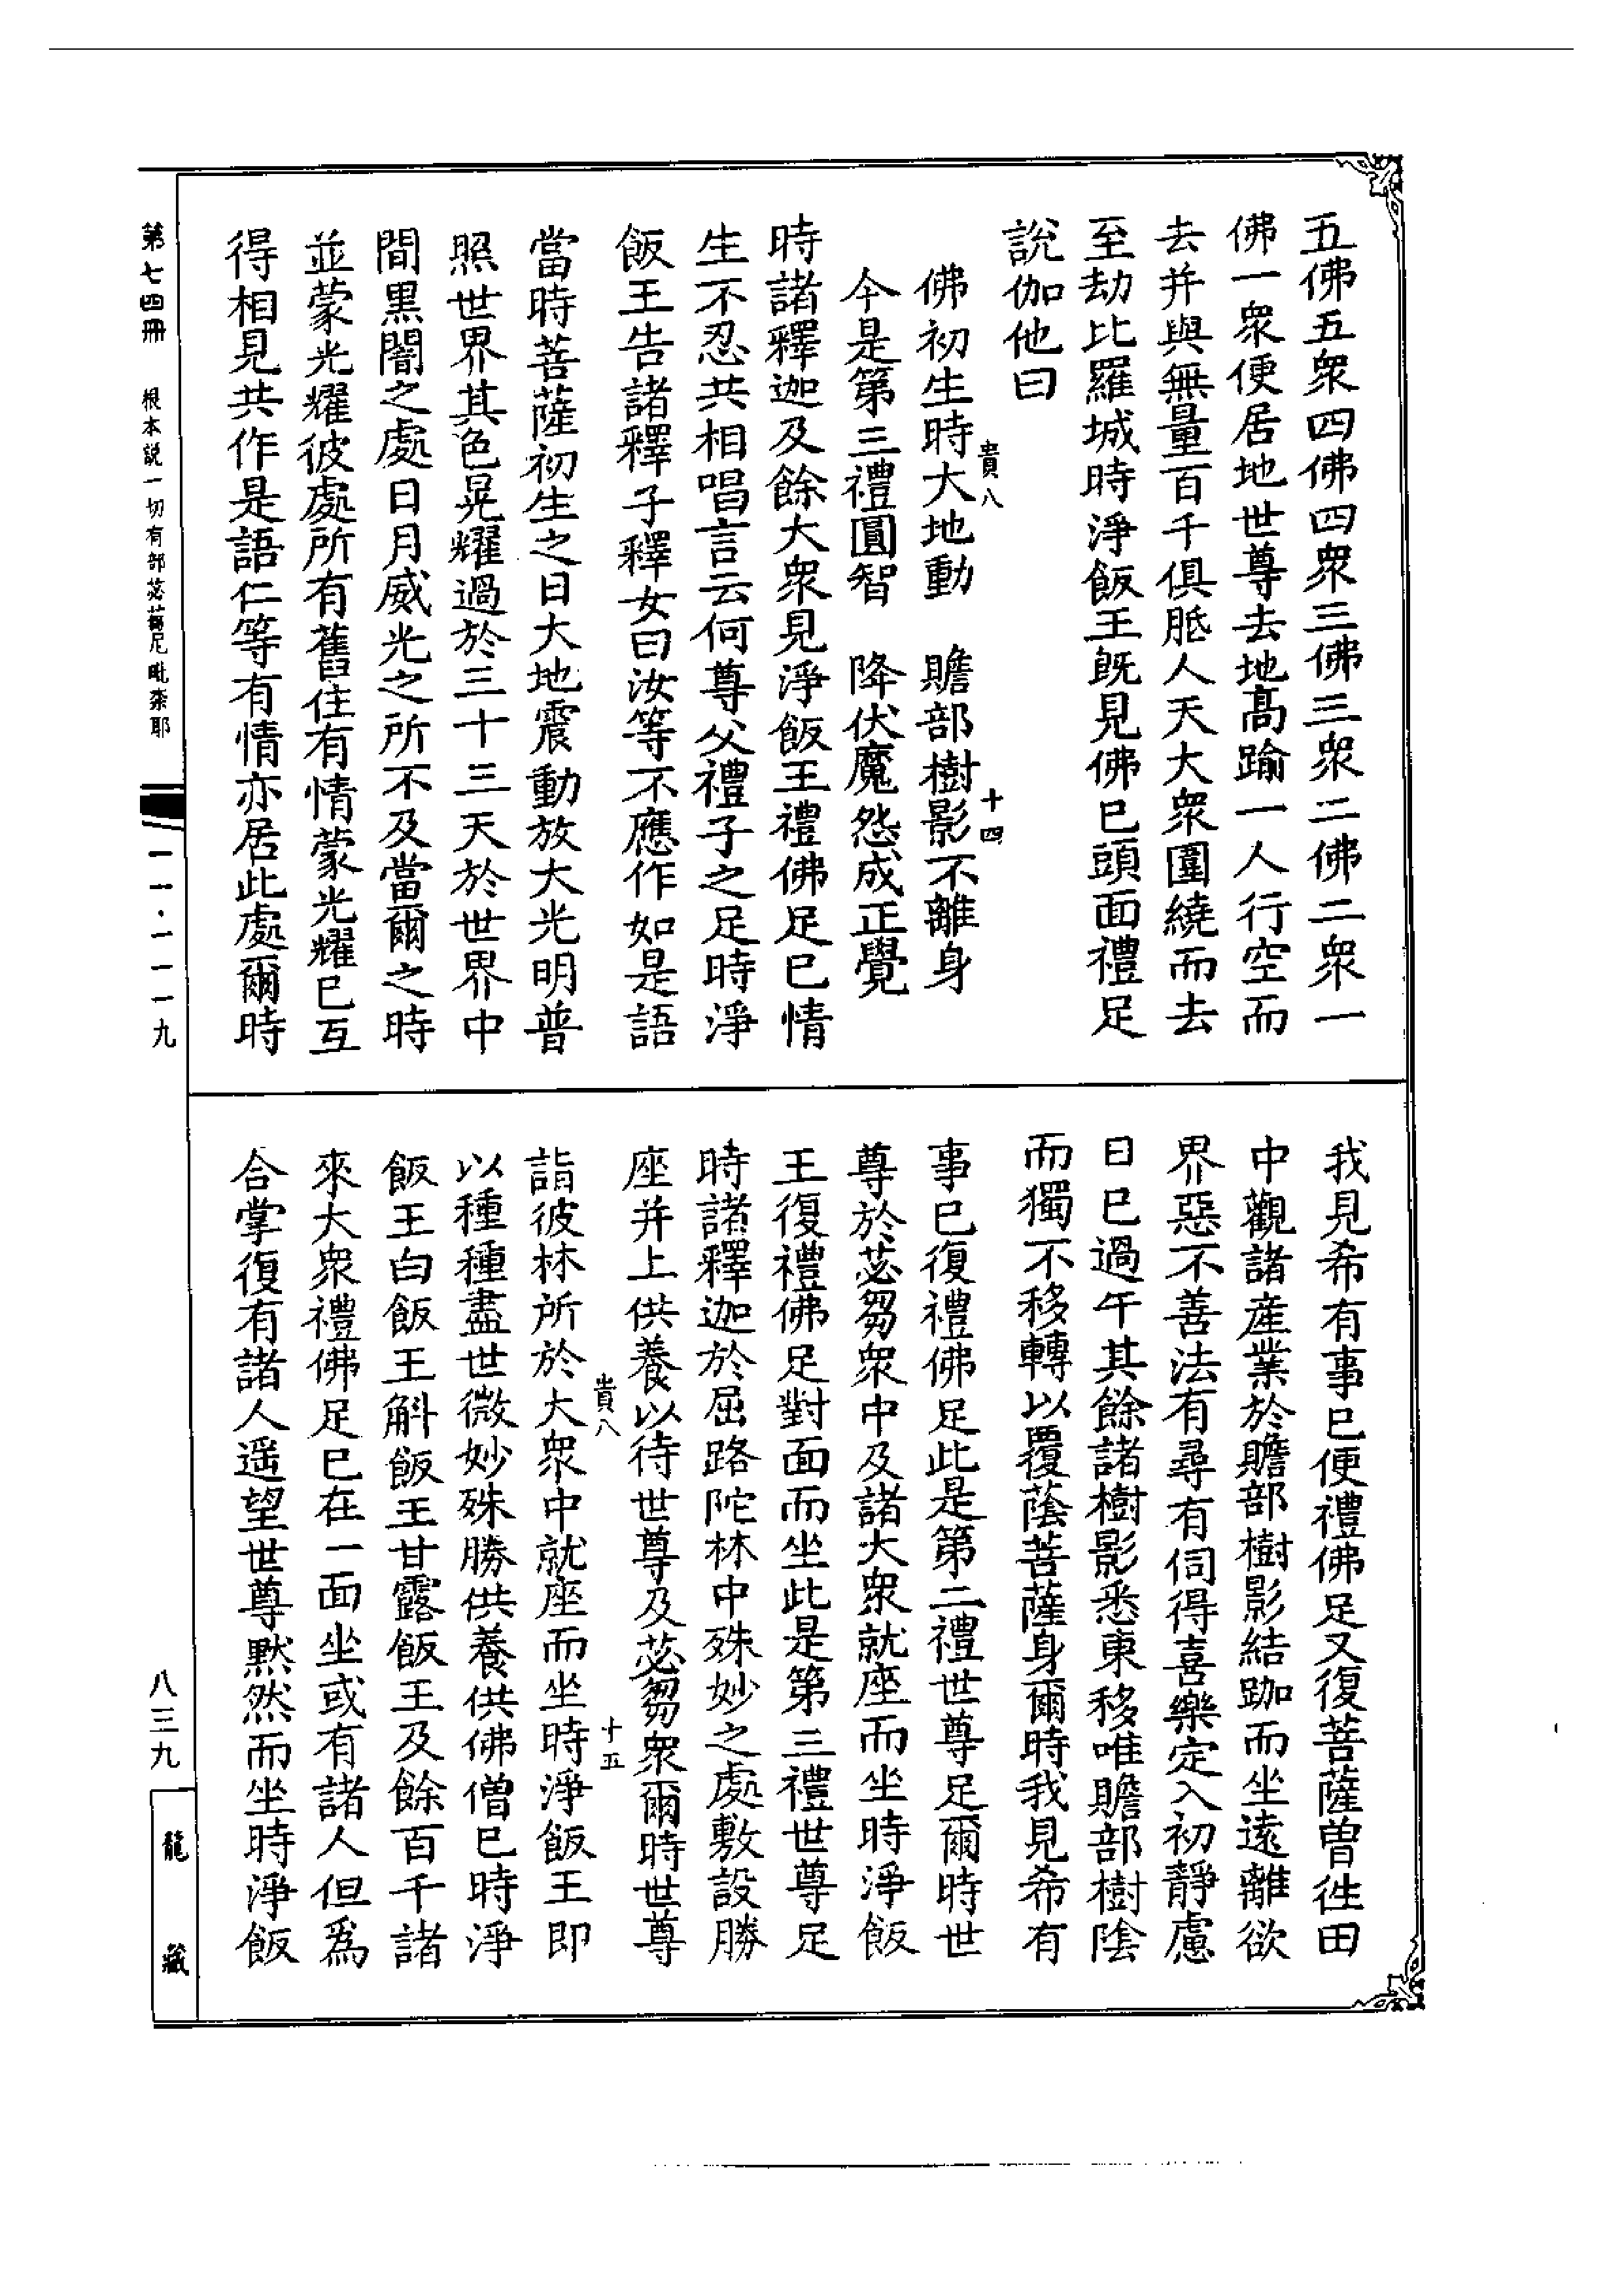 五佛五衆四佛四衆三佛三衆二佛二衆一
佛一衆便居地世尊去地高踰一人行空而
去并與無量百千俱胝人天大衆圍繞而去
至劫比羅城時淨飯王既見佛已頭面禮足
說伽他曰
貴八　十四
佛初生時大地動　贍部樹影不離身
今是第三禮圓智　降伏魔怨成正覺
時諸釋迦及餘大衆見淨飯王禮佛足已情
生不忍共相唱言云何尊父禮子之足時淨
飯王告諸釋子釋女曰汝等不應作如是語
當時菩薩初生之日大地震動放大光明普
照世界其色晃耀過於三十三天於世界中
間黑闇之處日月威光之所不及當爾之時
並蒙光耀彼處所有舊住有情蒙光耀已互
得相見共作是語仁等有情亦居此處爾時
我見希有事已便禮佛足又復菩薩曽往田
中觀諸産業於贍部樹影結跏而坐遠離欲
界惡不善法有尋有伺得喜樂定入初靜慮
日已過午其餘諸樹影悉東移唯贍部樹陰
而獨不移轉以覆蔭菩薩身爾時我見希有
事已復禮佛足此是第二禮世尊足爾時世
尊於苾芻衆中及諸大衆就座而坐時淨飯
王復禮佛足對面而坐此是第三禮世尊足
時諸釋迦於屈路陀林中殊妙之處敷設勝
座并上供養以待世尊及苾芻衆爾時世尊
貴八　十五
詣彼林所於大衆中就座而坐時淨飯王即
以種種盡世微妙殊勝供養供佛僧已時淨
飯王白飯王斛飯王甘露飯王及餘百千諸
來大衆禮佛足已在一面坐或有諸人但為
合掌復有諸人遥望世尊默然而坐時淨飯
第七四冊　根本説一切有部苾蒭尼毗柰耶
一一·一一一九
八三九
龍藏